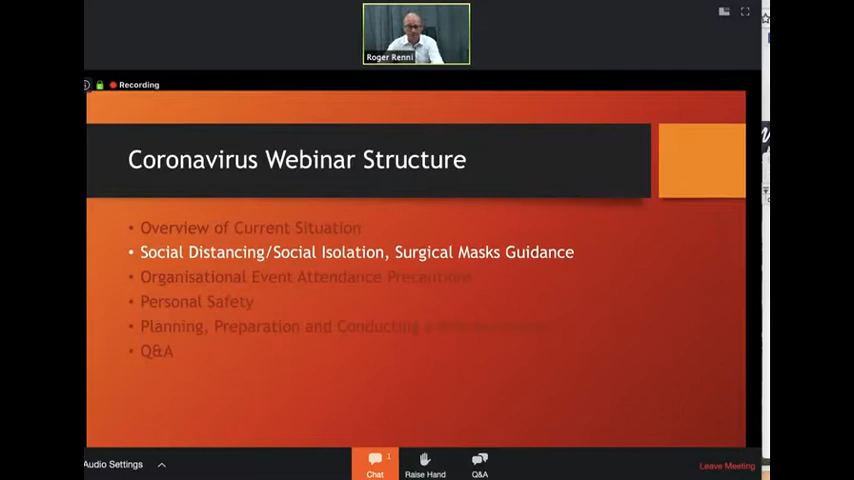 Roger Renni
Recording
Coronavirus Webinar Structure
• Overview of Current Situation
• Social Distancing/Social Isolation, Surgical Masks Guidance
• Organisational Event Attendance Precautions
• Personal Safety
• Planning, Preparation and Conducting
• Q&A
Audio Settings
Chat 1
Raise Hand
Q&A
Leave Meeting